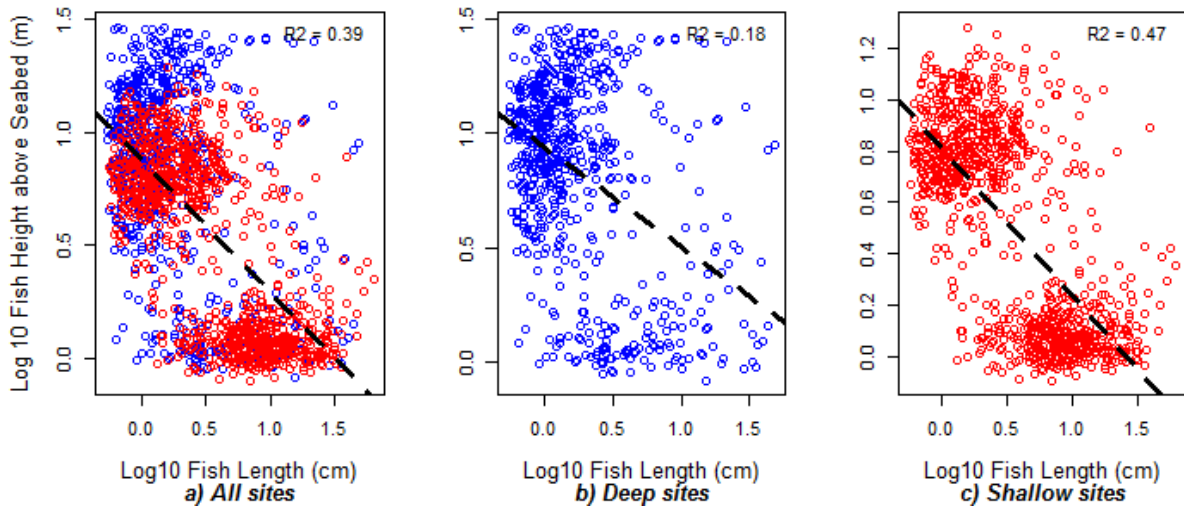 Log 10 Fish Height above Seabed (m)
1.5
1.0
0.5
0.0
R2 = 0.39
0.0 0.5 1.0 1.5
Log10 Fish Length (cm)
a) All sites
1.5
1.0
0.5
0.0
R2 = 0.18
0.0 0.5 1.0 1.5
Log10 Fish Length (cm)
b) Deep sites
1.2
1.0
0.8
0.6
0.4
0.2
0.0
R2 = 0.47
0.0 0.5 1.0 1.5
Log10 Fish Length (cm)
c) Shallow sites